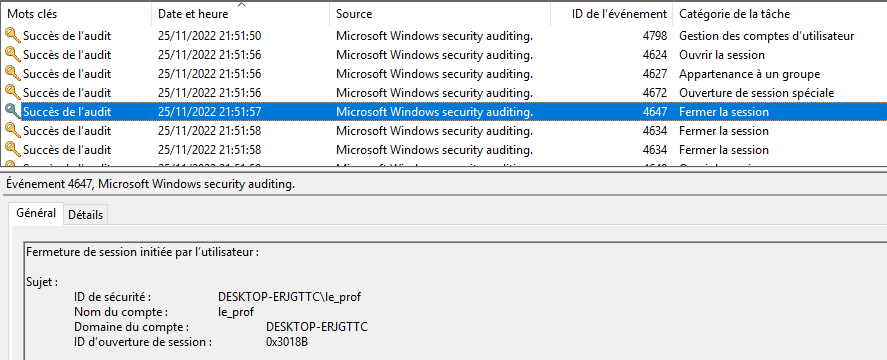 Mots clés Date et heure Source ID de l'événement Catégorie de la tâche
Succès de l'audit 25/11/2022 21:51:50 Microsoft Windows security auditing. 4798 Gestion des comptes d'utilisateur
Succès de l'audit 25/11/2022 21:51:56 Microsoft Windows security auditing. 4624 Ouvrir la session
Succès de l'audit 25/11/2022 21:51:56 Microsoft Windows security auditing. 4627 Appartenance à un groupe
Succès de l'audit 25/11/2022 21:51:56 Microsoft Windows security auditing. 4672 Ouverture de session spéciale
Succès de l'audit 25/11/2022 21:51:57 Microsoft Windows security auditing. 4647 Fermer la session
Succès de l'audit 25/11/2022 21:51:58 Microsoft Windows security auditing. 4634 Fermer la session
Succès de l'audit 25/11/2022 21:51:58 Microsoft Windows security auditing. 4634 Fermer la session
Succès de l'audit Microsoft Windows security auditing.
Événement 4647, Microsoft Windows security auditing.
Général Détails
Fermeture de session initiée par l'utilisateur :
Sujet :
ID de sécurité : DESKTOP-ERJGTTC\le_prof
Nom du compte : le_prof
Domaine du compte : DESKTOP-ERJGTTC
ID d'ouverture de session : 0x3018B